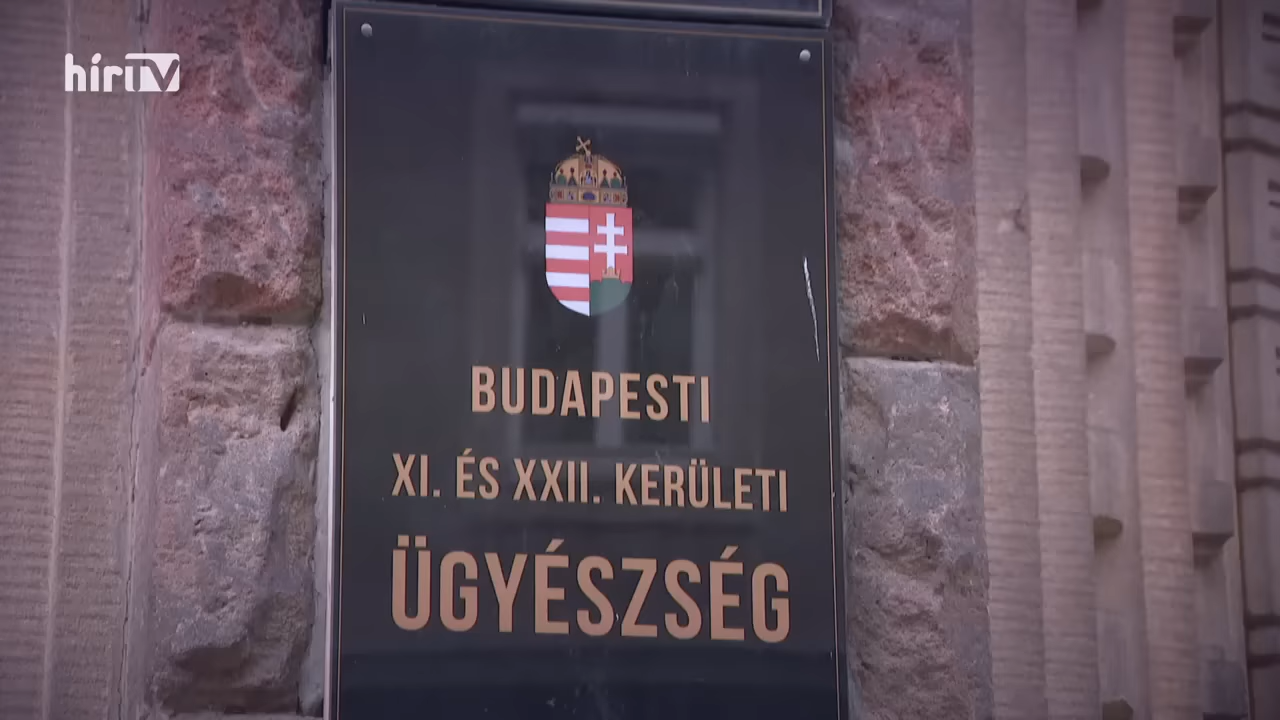 hírTV
BUDAPESTI
XI. ÉS XXII. KERÜLETI
ÜGYÉSZSÉG